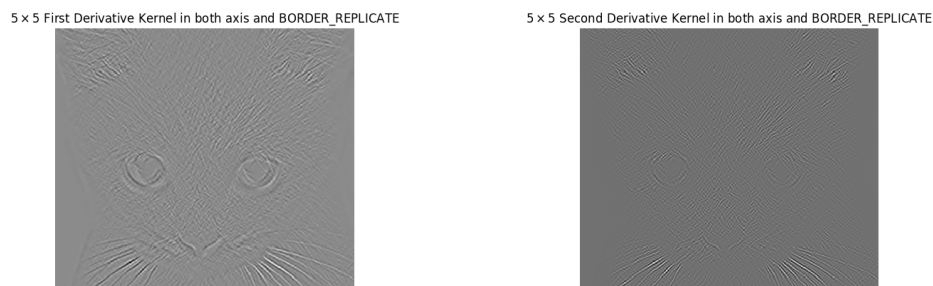 5 × 5 First Derivative Kernel in both axis and BORDER_REPLICATE
5 × 5 Second Derivative Kernel in both axis and BORDER_REPLICATE